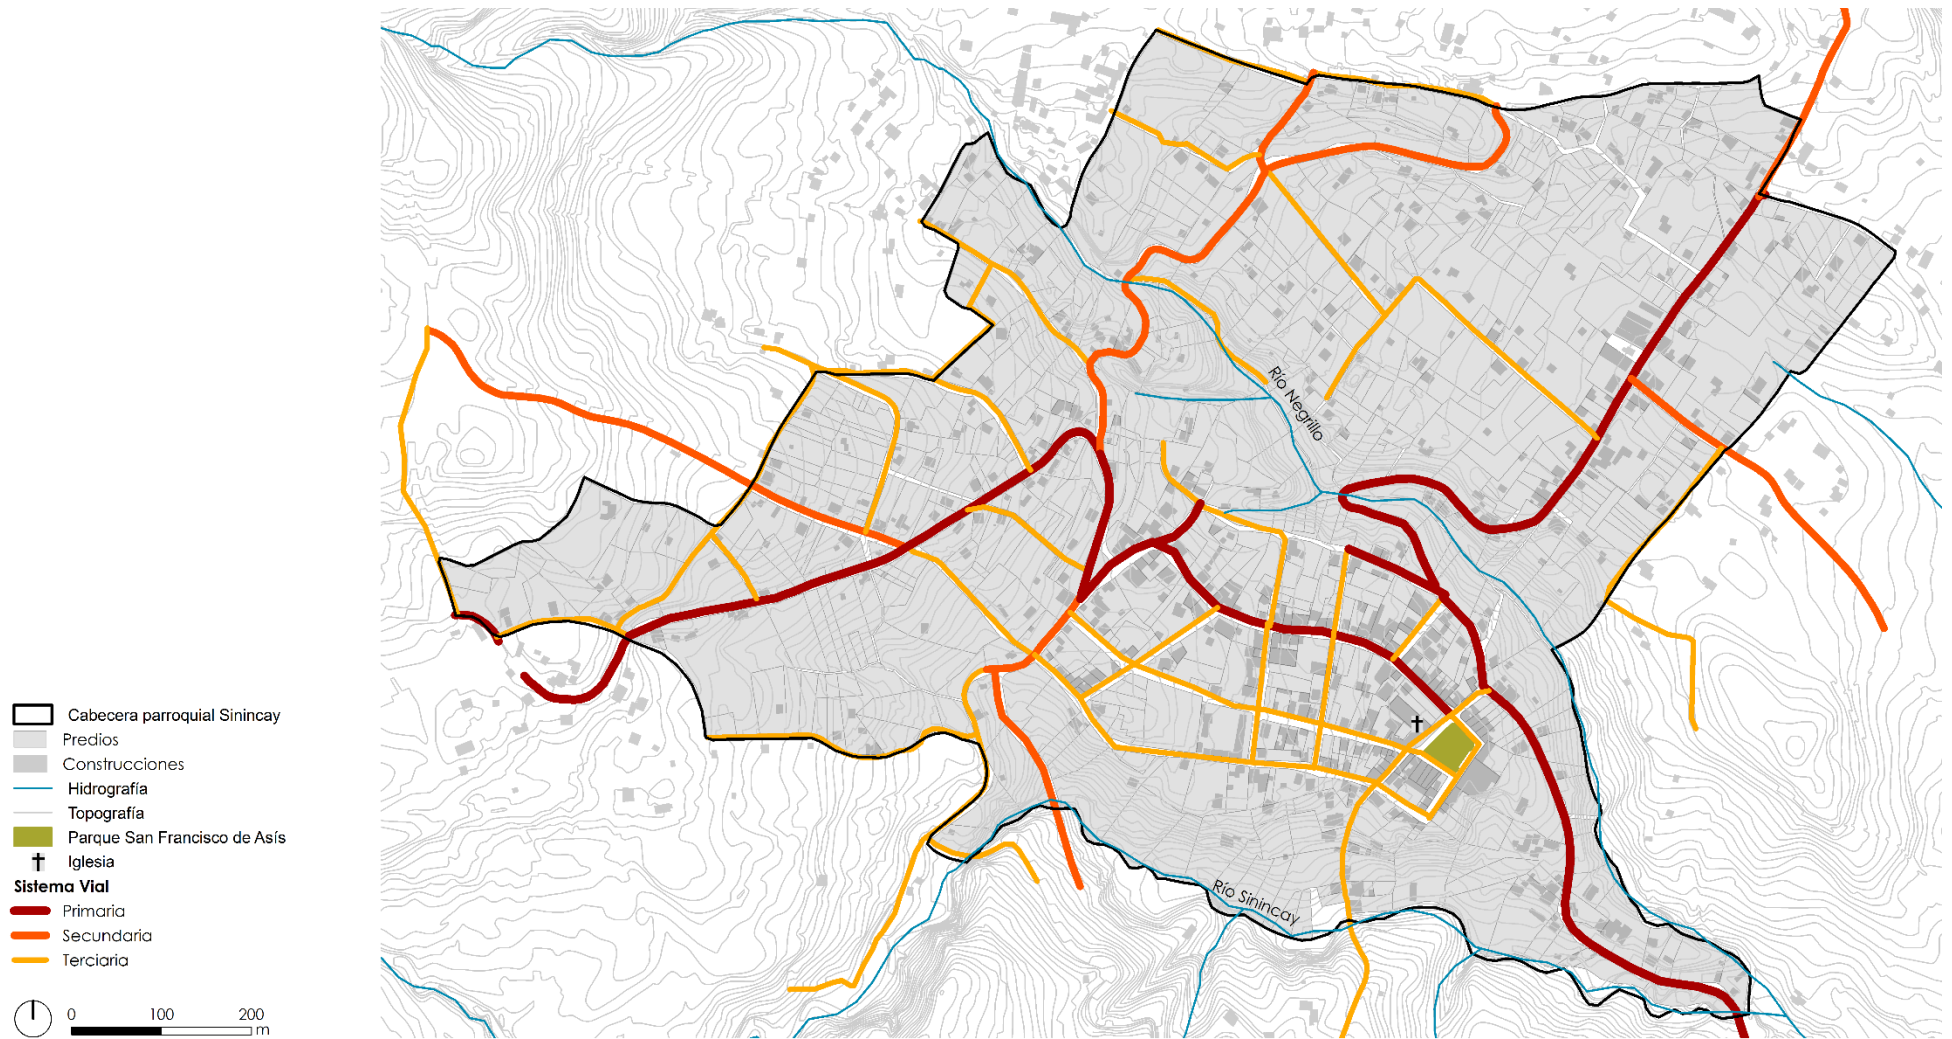 Río Negrillo
Río Sinincay
Cabecera parroquial Sinincay
Predios
Construcciones
Hidrografía
Topografía
Parque San Francisco de Asís
Iglesia
Sistema Vial
Primaria
Secundaria
Terciaria
0 100 200
m